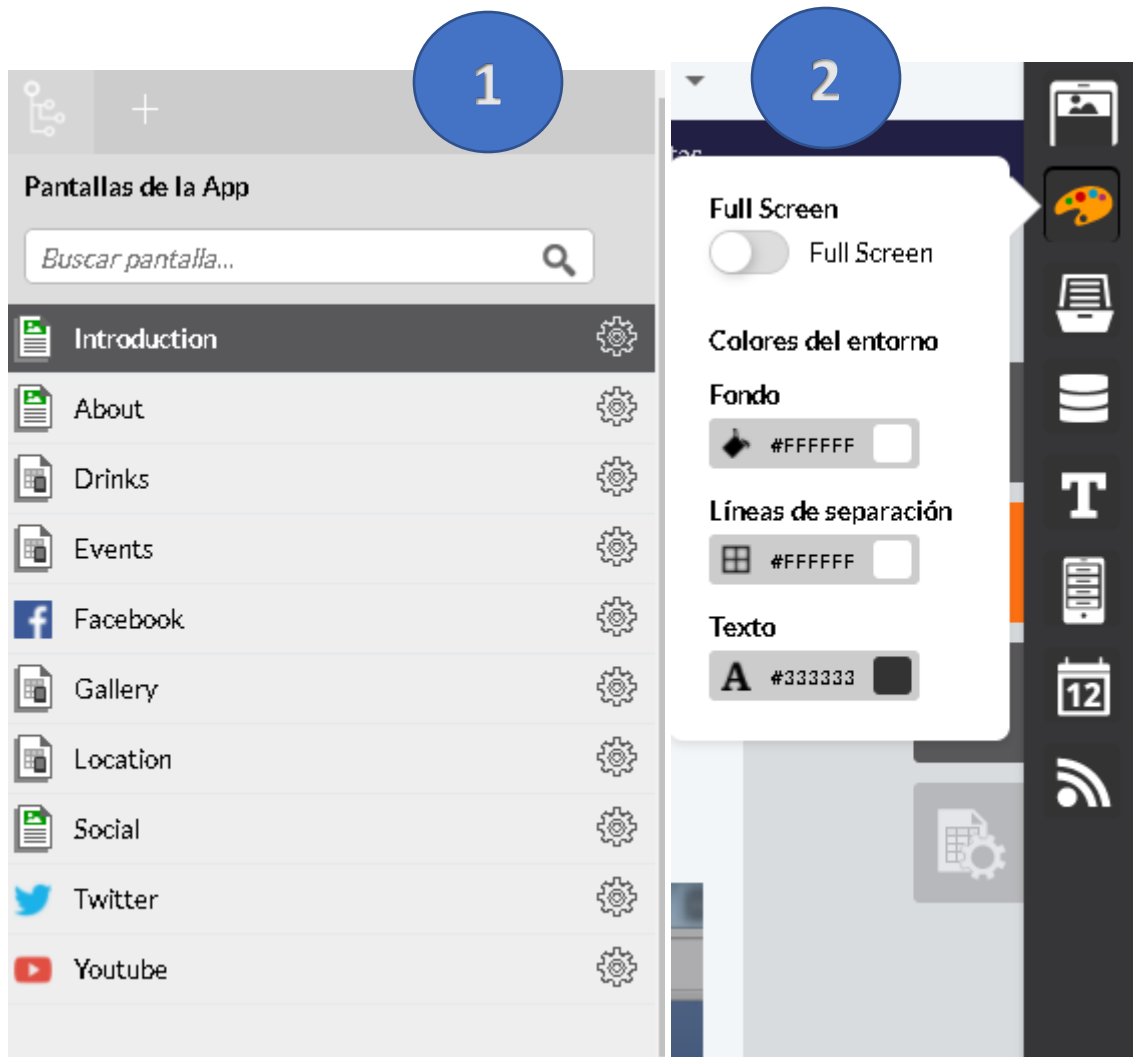 1
Pantallas de la App
Buscar pantalla...
Introduction
About
Drinks
Events
Facebook
Gallery
Location
Social
Twitter
Youtube
2
Full Screen
Full Screen
Colores del entorno
Fondo
#FFFFFF
Líneas de separación
#FFFFFF
Texto
A #333333
T
12